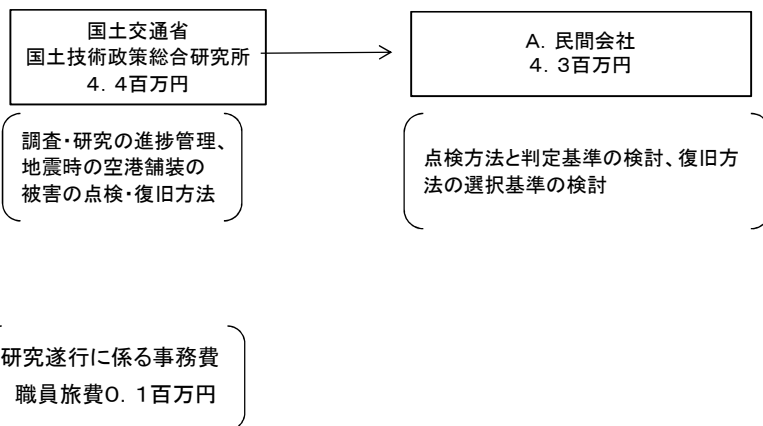 国土交通省
国土技術政策総合研究所
4．4百万円
A．民間会社
4．3百万円
調査・研究の進捗管理、
地震時の空港舗装の
被害の点検・復旧方法
点検方法と判定基準の検討、復旧方
法の選択基準の検討
研究遂行に係る事務費
職員旅費0．1百万円